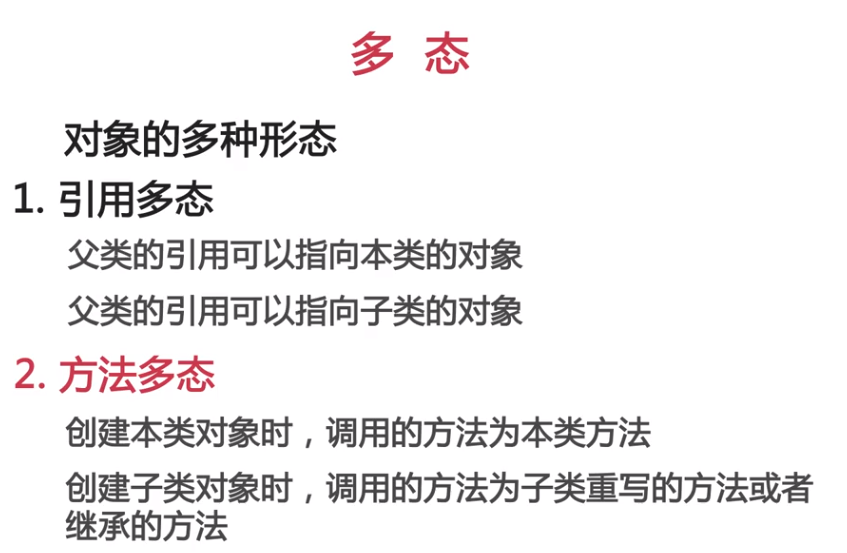 多 态
对象的多种形态
1. 引用多态
父类的引用可以指向本类的对象
父类的引用可以指向子类的对象
2. 方法多态
创建本类对象时，调用的方法为本类方法
创建子类对象时，调用的方法为子类重写的方法或者
继承的方法